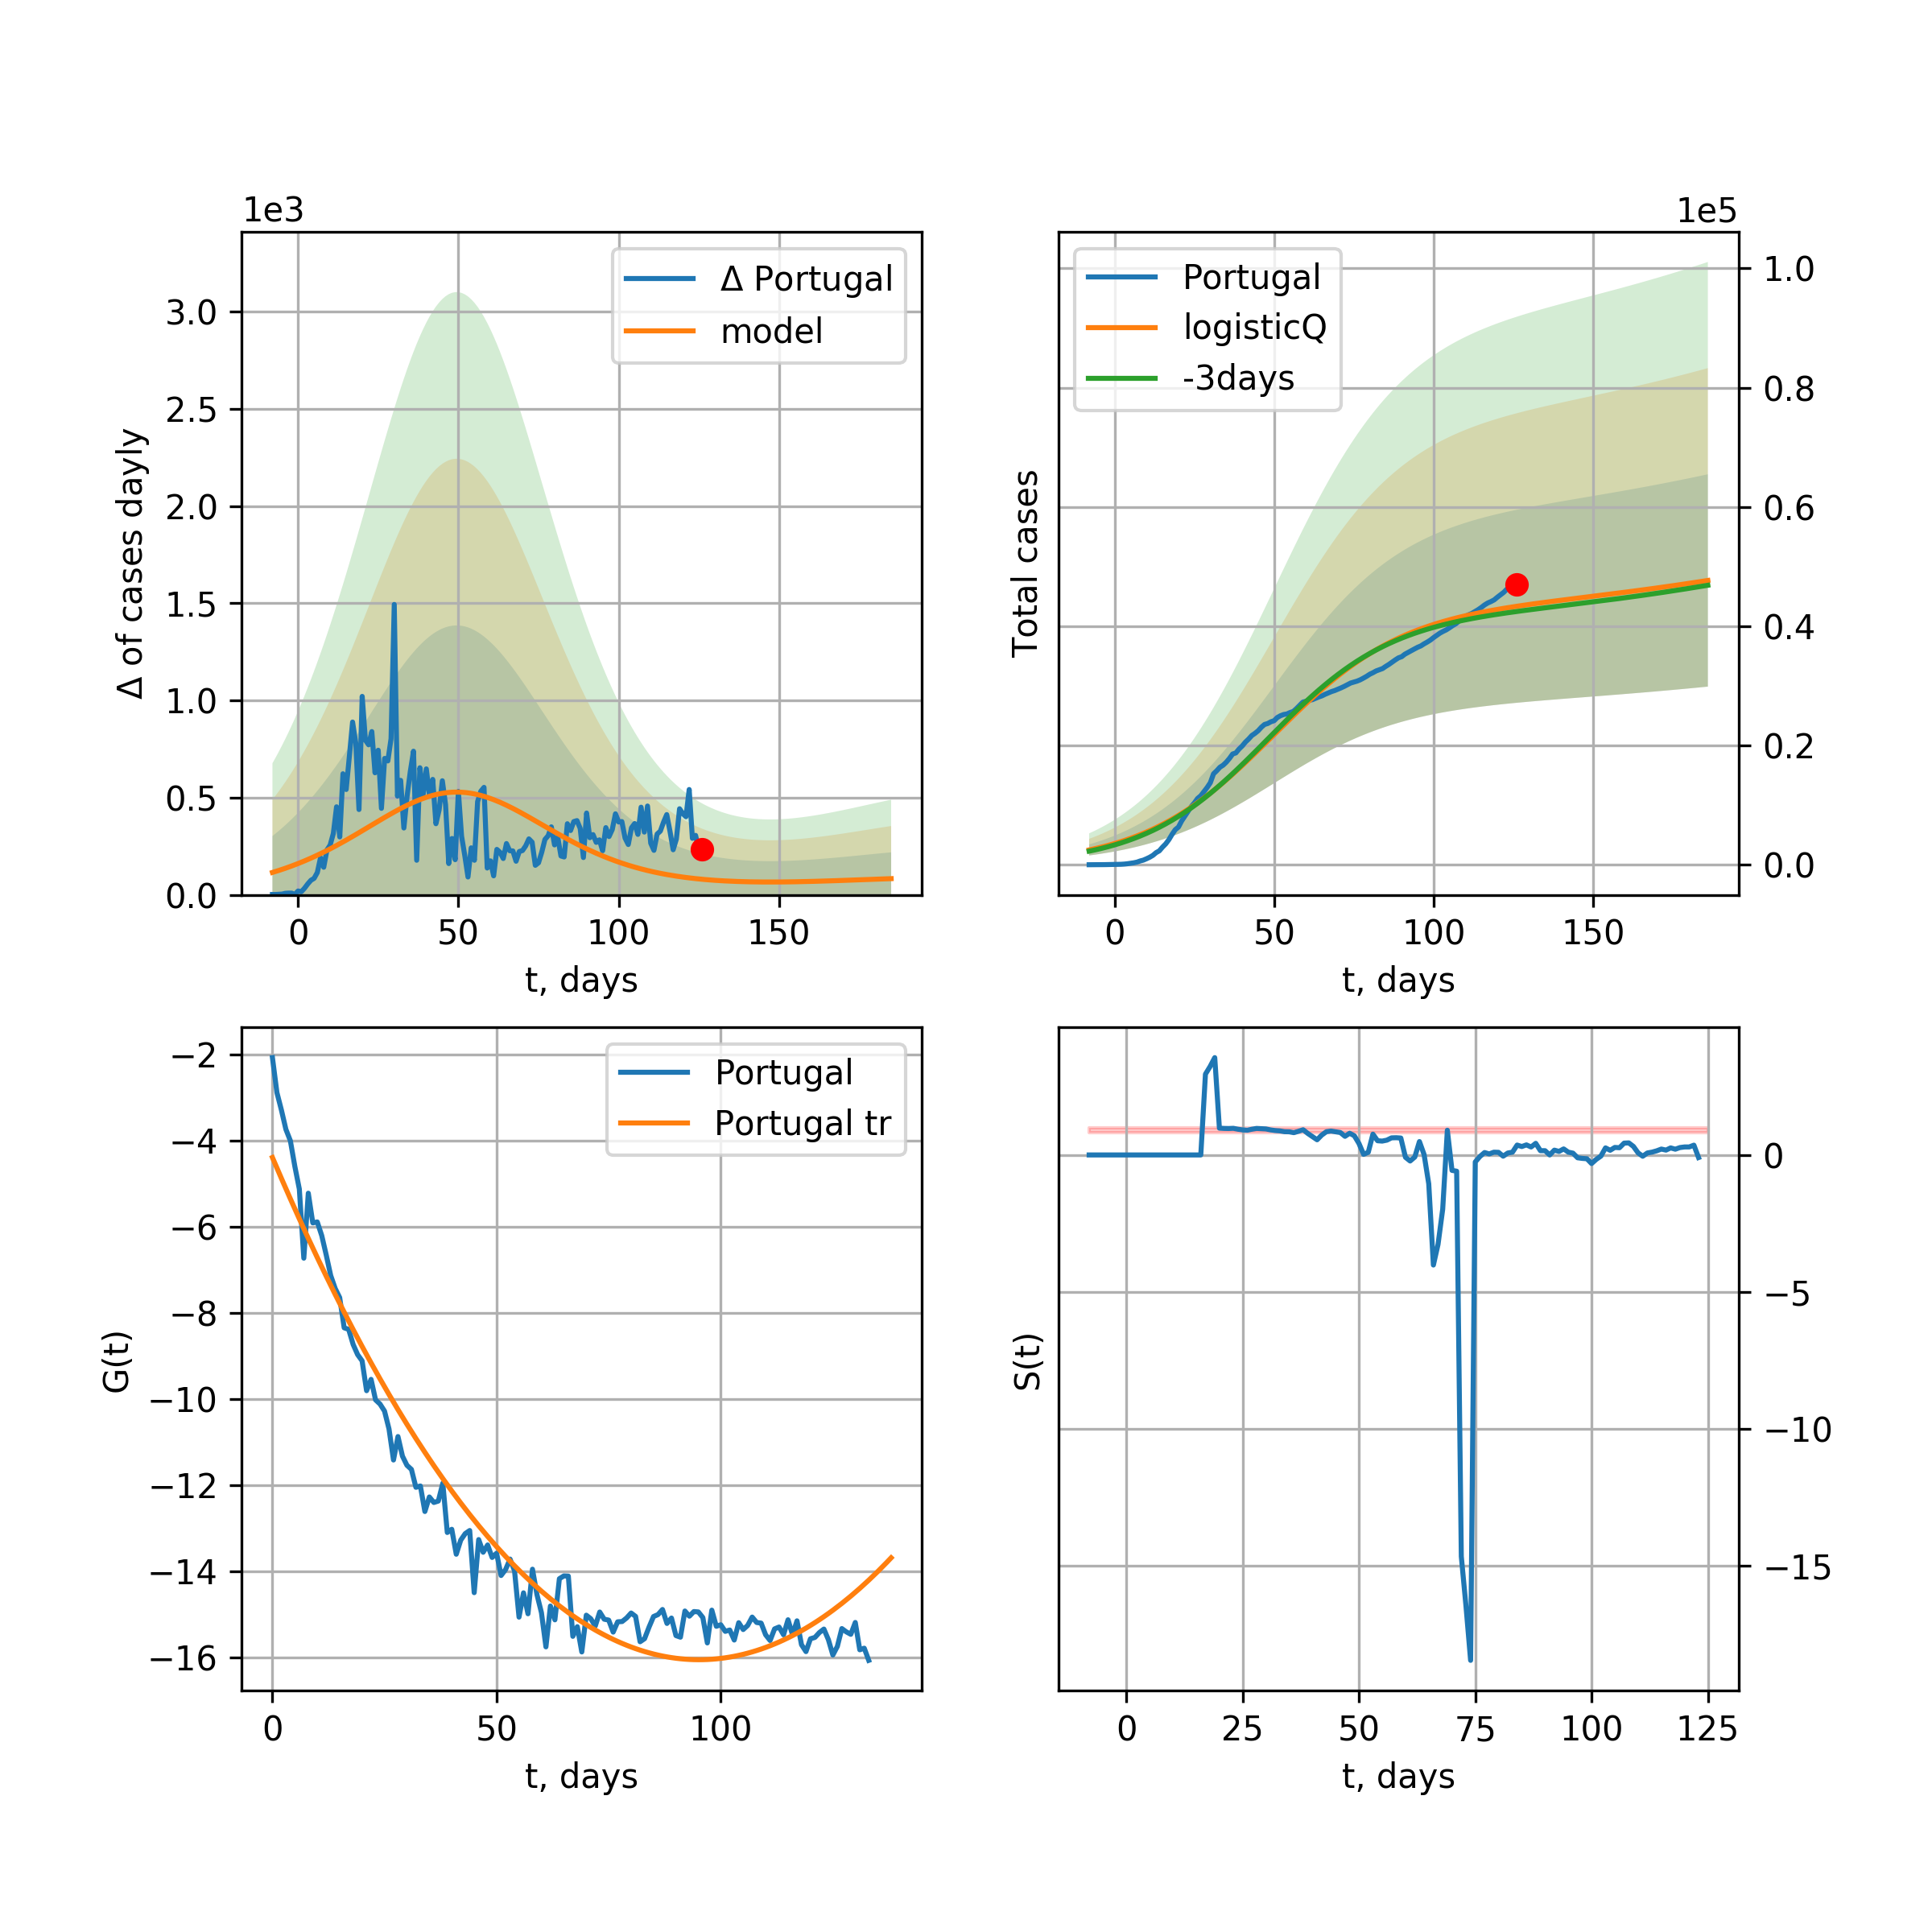 1e3
Δ of cases dayly
3.0
2.5
2.0
1.5
1.0
0.5
0.0
0 50 100 150
t, days
Δ Portugal
model
1e5
Total cases
Portugal
logisticQ
-3days
1.0
0.8
0.6
0.4
0.2
0.0
0 50 100 150
t, days
G(t)
−2
−4
−6
−8
−10
−12
−14
−16
0 50 100
t, days
Portugal
Portugal tr
S(t)
0
−5
−10
−15
0 25 50 75 100 125
t, days